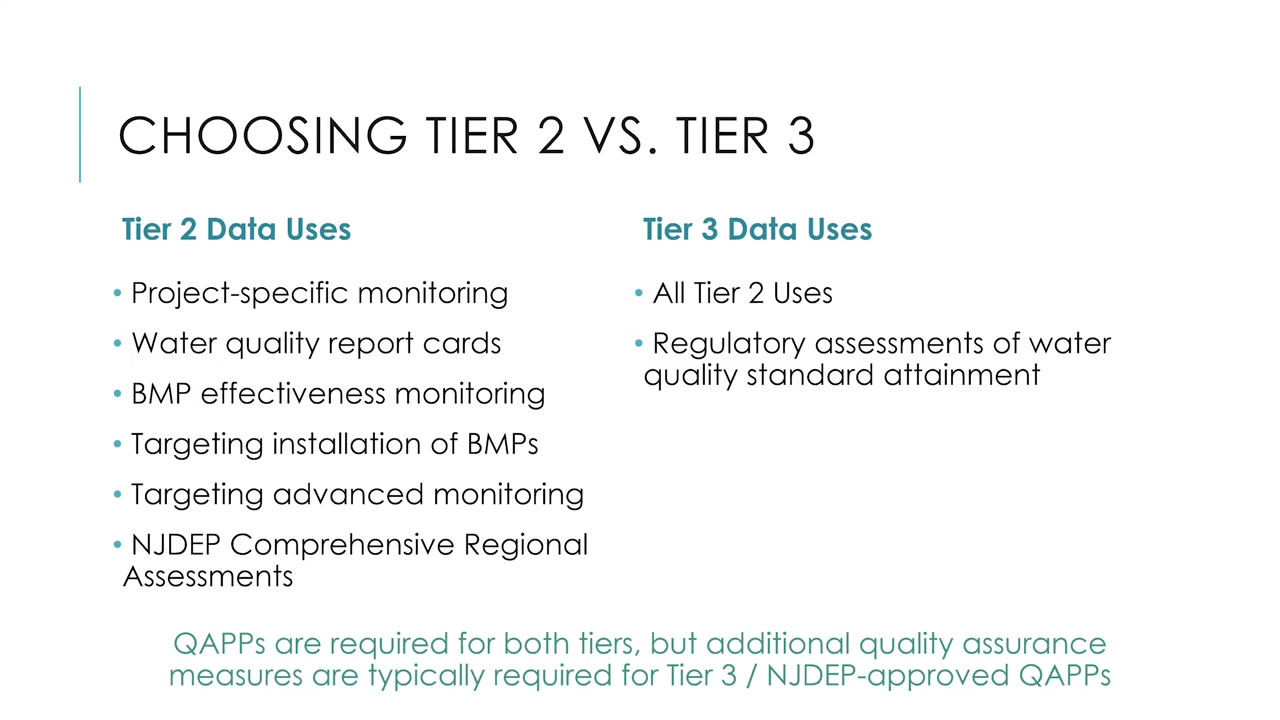 CHOOSING TIER 2 VS. TIER 3
Tier 2 Data Uses
• Project-specific monitoring
• Water quality report cards
• BMP effectiveness monitoring
• Targeting installation of BMPs
• Targeting advanced monitoring
• NJDEP Comprehensive Regional
Assessments
Tier 3 Data Uses
• All Tier 2 Uses
• Regulatory assessments of water
quality standard attainment
QAPPs are required for both tiers, but additional quality assurance
measures are typically required for Tier 3 / NJDEP-approved QAPPs